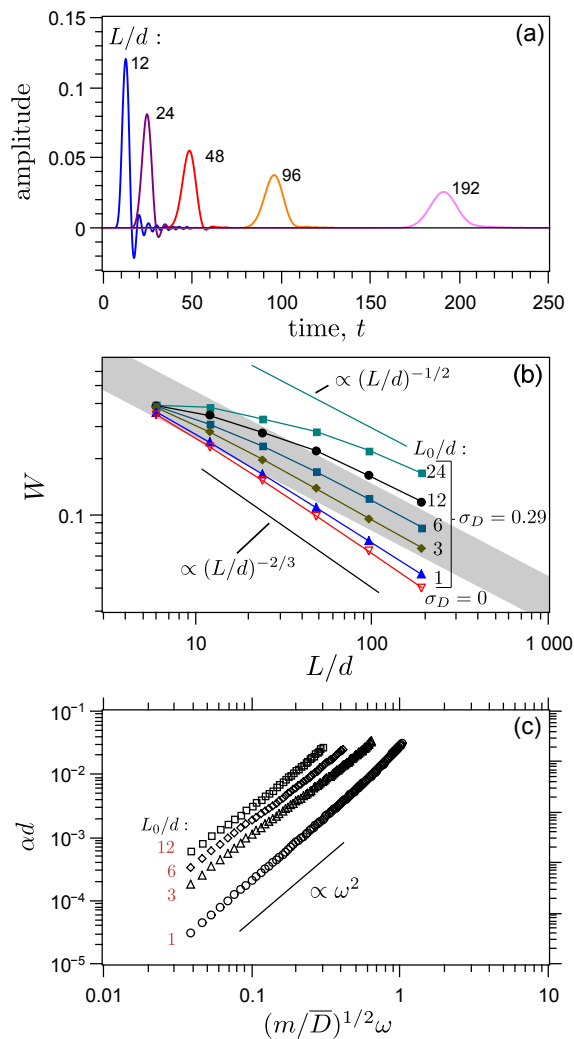 (a)
L/d :
12
24
48
96
192
amplitude
0.15
0.1
0.05
0
0 50 100 150 200 250
time, t
(b)
∝ (L/d)^{−1/2}
L_0/d:
24
12
6
3
1
σ_D = 0.29
σ_D = 0
∝ (L/d)^{−2/3}
W
0.1
10 100 1 000
L/d
(c)
αd
10^{−1}
10^{−2}
10^{−3}
10^{−4}
10^{−5}
L_0/d :
12
6
3
1
∝ ω^2
0.01 0.1 1 10
(m/D̅)^{1/2}ω